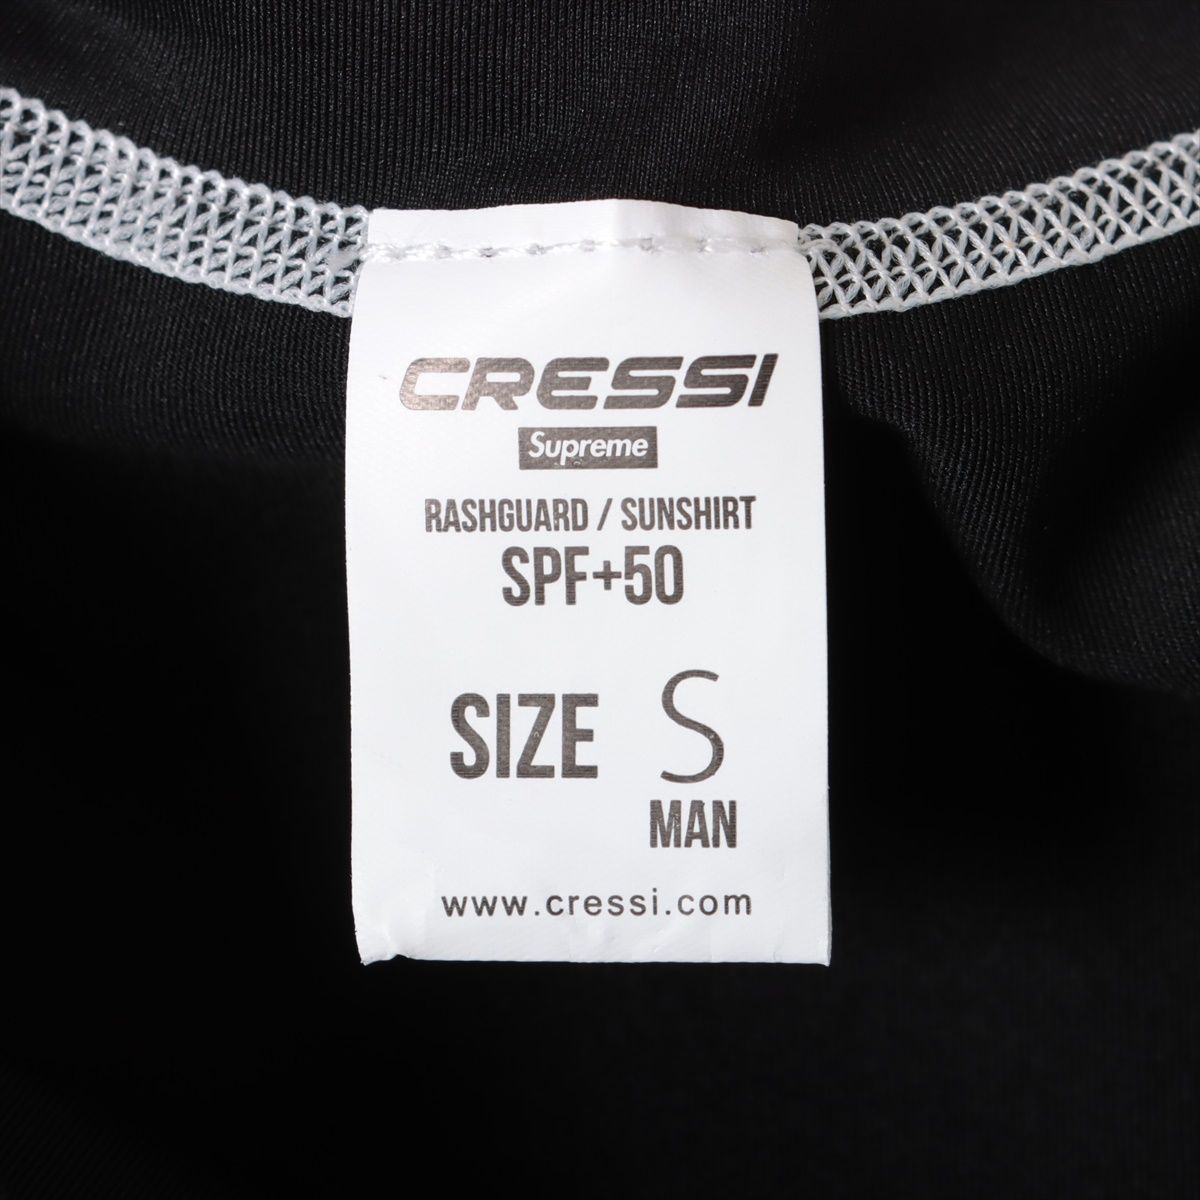 CRESSI
Supreme
RASHGUARD / SUNSHIRT
SPF+50
SIZE S
MAN
www.cressi.com